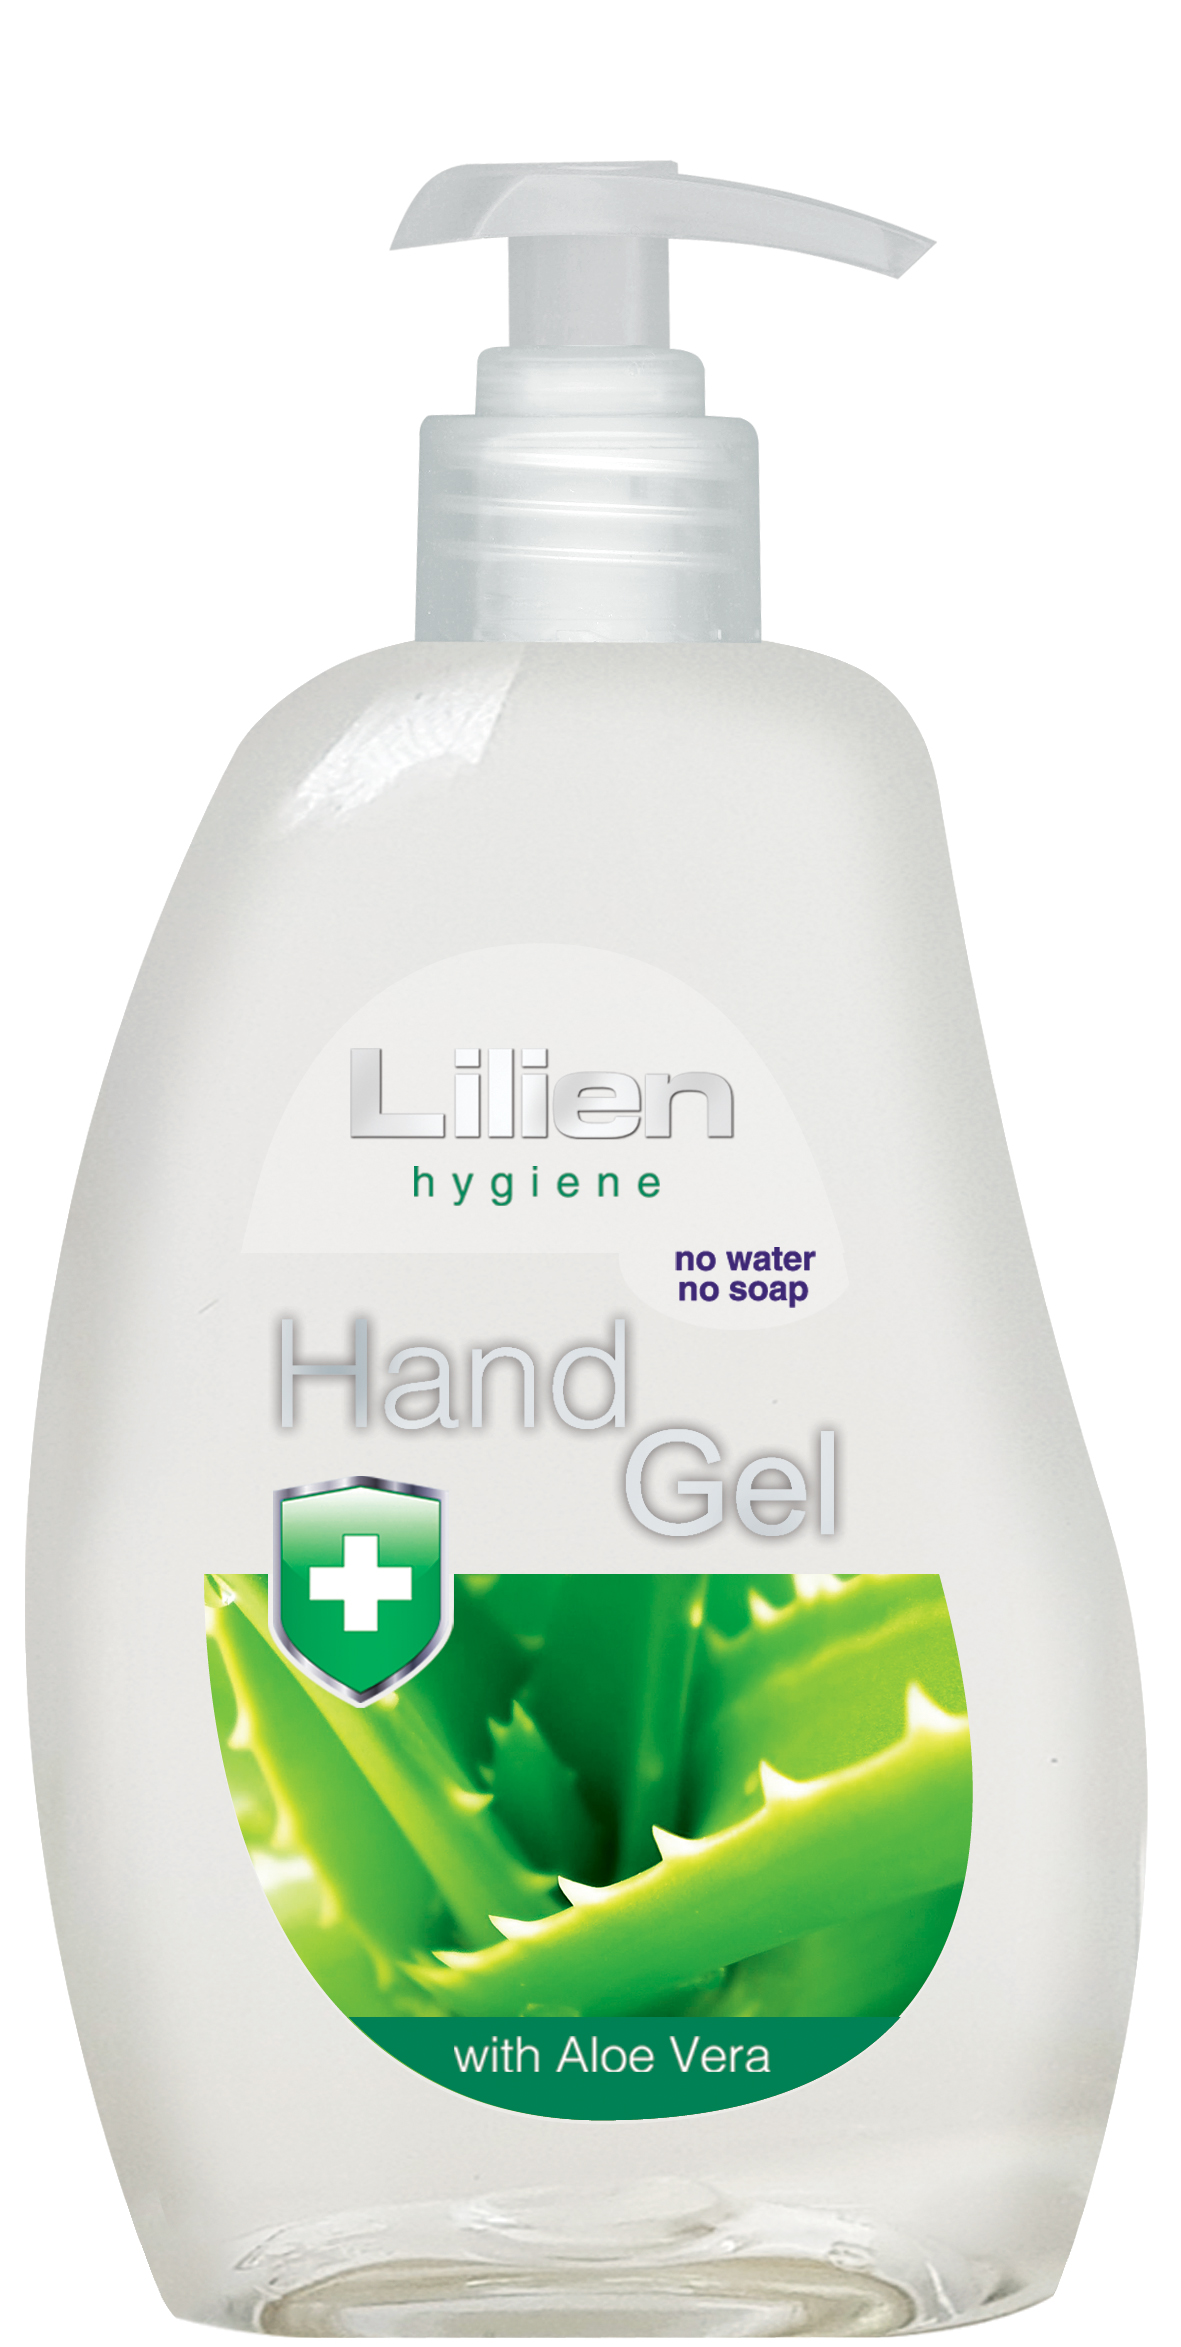 Lilien
hygiene
no water
no soap
Hand
Gel
with Aloe Vera